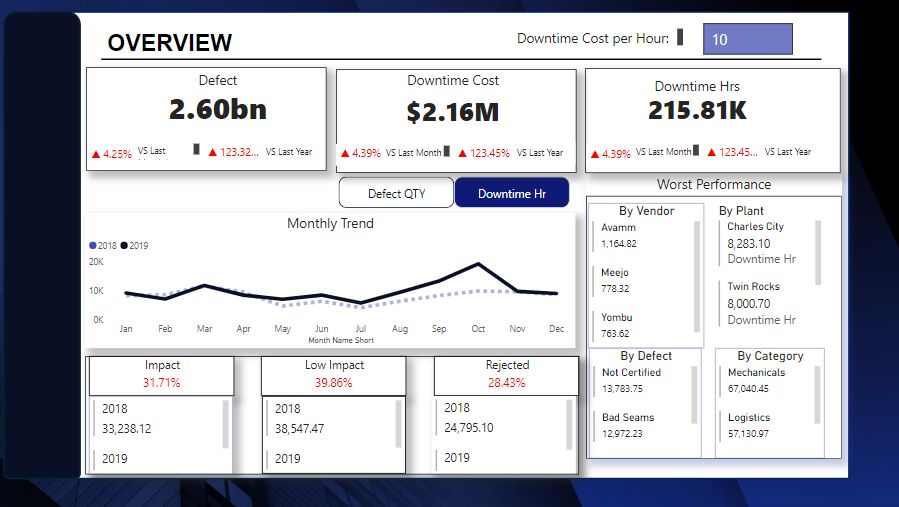 OVERVIEW
Downtime Cost per Hour:
10
Defect
2.60bn
4.25% VS Last
123.32... VS Last Year
Downtime Cost
$2.16M
4.39% VS Last Month
123.45% VS Last Year
Downtime Hrs
215.81K
4.39% VS Last Month
123.45... VS Last Year
Defect QTY
Downtime Hr
Monthly Trend
2018 2019
20K
10K
0K
Jan Feb Mar Apr May Jun Jul Aug Sep Oct Nov Dec
Month Name Short
Impact
31.71%
2018
33,238.12
2019
Low Impact
39.86%
2018
38,547.47
2019
Rejected
28.43%
2018
24,795.10
2019
Worst Performance
By Vendor
Avamm
1,164.82
Meejo
778.32
Yombu
763.62
By Plant
Charles City
8,283.10
Downtime Hr
Twin Rocks
8,000.70
Downtime Hr
By Defect
Not Certified
13,783.75
Bad Seams
12,972.23
By Category
Mechanicals
67,040.45
Logistics
57,130.97